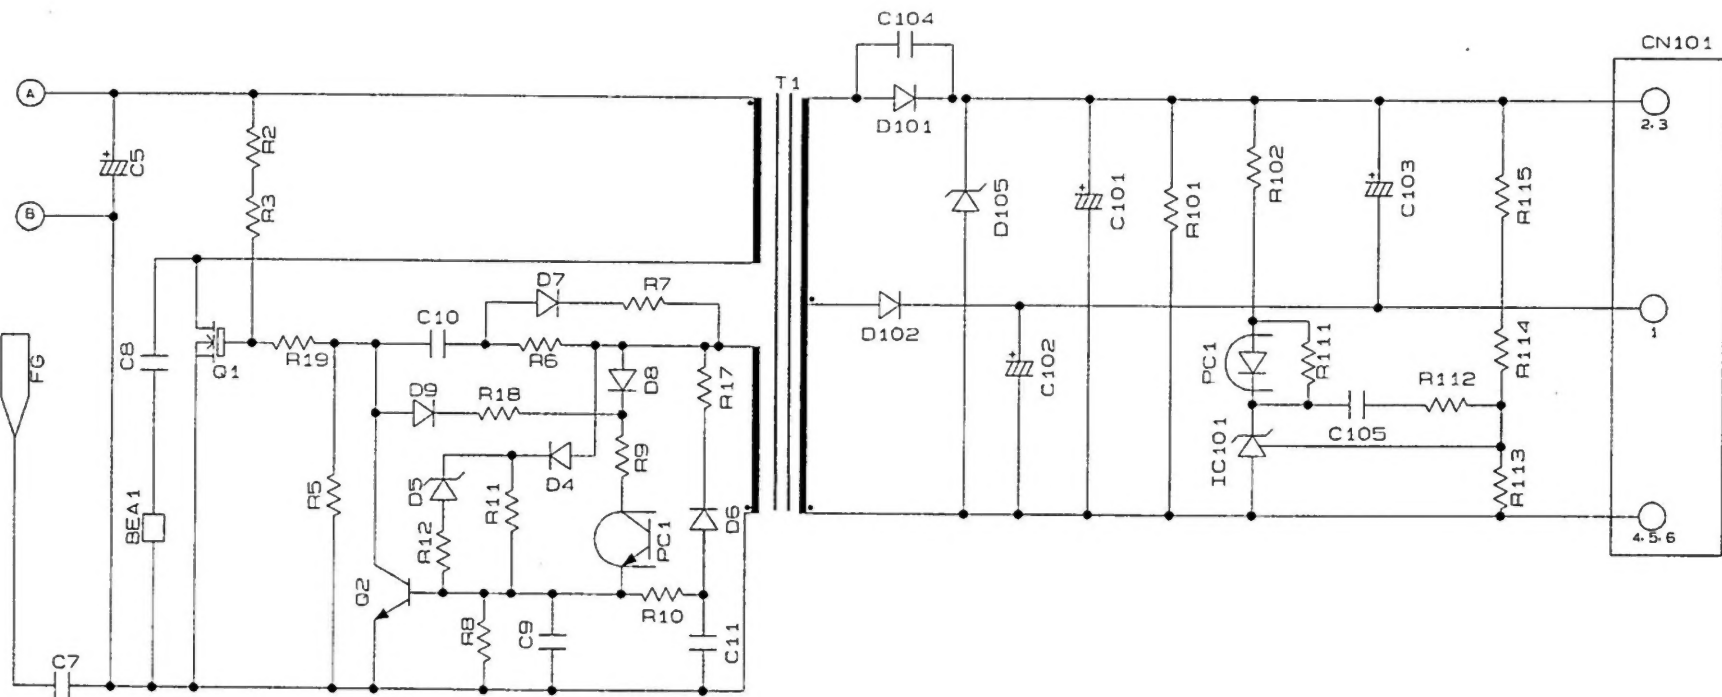 C104
CN101
T1
A
D101
2.3
R2
C5
R102
C103
R115
B
R3
D105
C101
R101
D7
R7
C10
D102
1
FG
C8
Q1
R19
R6
D8
R17
C102
PC1
R111
R114
D9
R18
R112
C105
R9
IC101
R5
D5
R11
D4
R113
BEA1
R12
PC1
D6
4.5.6
Q2
R8
C9
R10
C11
C7